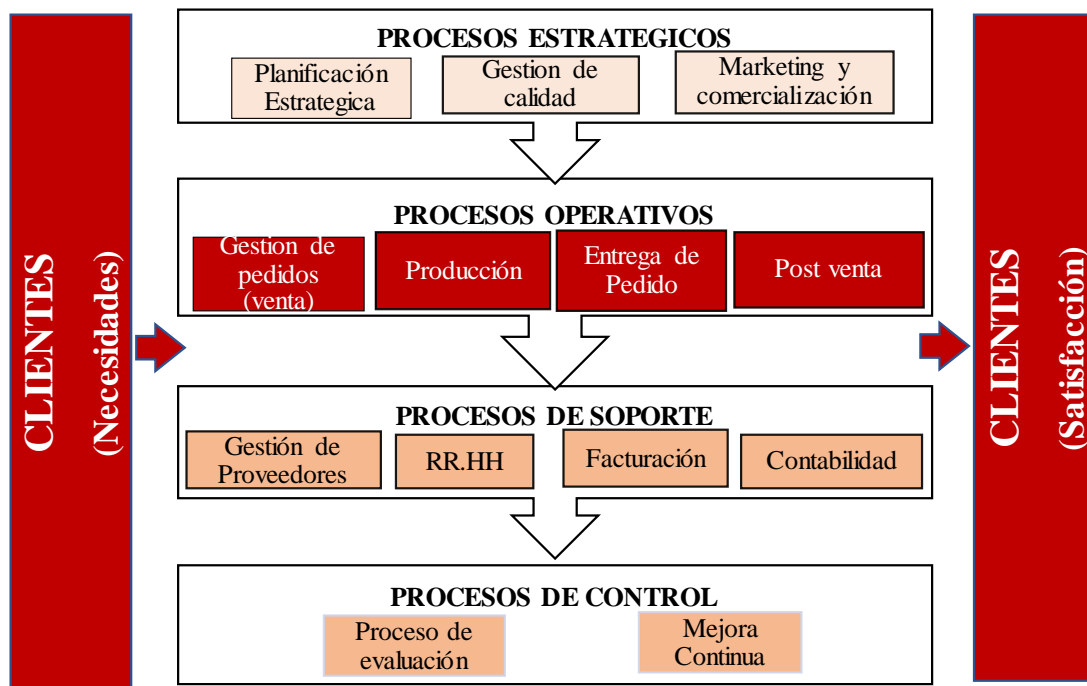 CLIENTES
(Necesidades)
PROCESOS ESTRATEGICOS
Planificación
Estrategica
Gestion de
calidad
Marketing y
comercialización
PROCESOS OPERATIVOS
Gestion de
pedidos
(venta)
Producción
Entrega de
Pedido
Post venta
PROCESOS DE SOPORTE
Gestión de
Proveedores
RR.HH
Facturación
Contabilidad
PROCESOS DE CONTROL
Proceso de
evaluación
Mejora
Continua
CLIENTES
(Satisfacción)